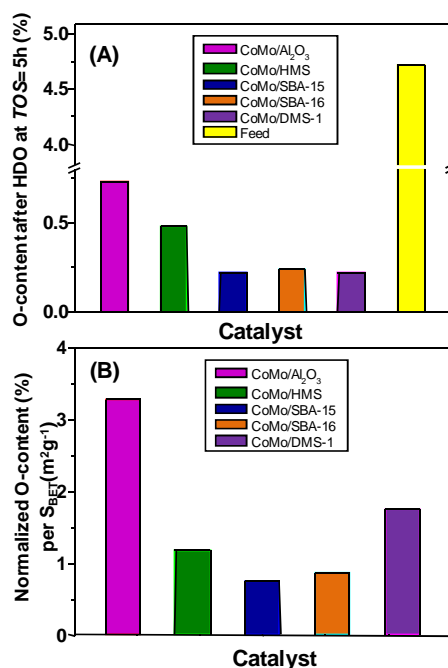 O-content after HDO at TOS= 5h (%)
5.0
4.5
4.0
0.5
0.0
(A)
CoMo/Al₂O₃
CoMo/HMS
CoMo/SBA-15
CoMo/SBA-16
CoMo/DMS-1
Feed
Catalyst
Normalized O-content (%)
per S_BET(m²g⁻¹)
4
3
2
1
0
(B)
CoMo/Al₂O₃
CoMo/HMS
CoMo/SBA-15
CoMo/SBA-16
CoMo/DMS-1
Catalyst